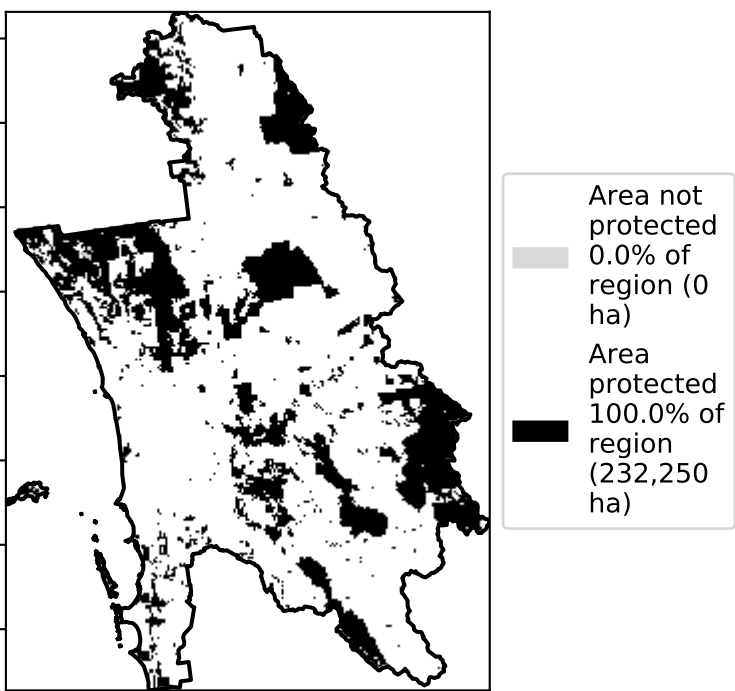 Area not
protected
0.0% of
region (0
ha)
Area
protected
100.0% of
region
(232,250
ha)